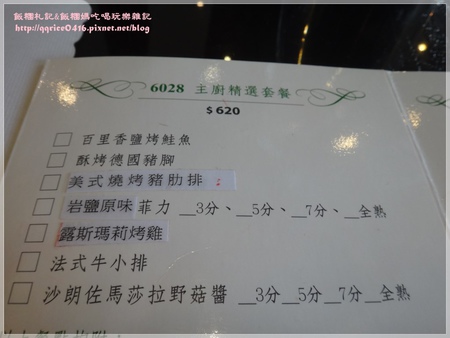 飯糰札記&飯糰媽吃喝玩樂雜記
http://qqrice0416.pixnet.net/blog
6028 主廚精選套餐
$620
百里香鹽烤鮭魚
酥烤德國豬腳
美式燒烤豬肋排
岩鹽原味菲力 __3分、__5分、__7分、__全熟
露斯瑪莉烤雞
法式牛小排
沙朗佐馬莎拉野菇醬 __3分__5分__7分__全熟